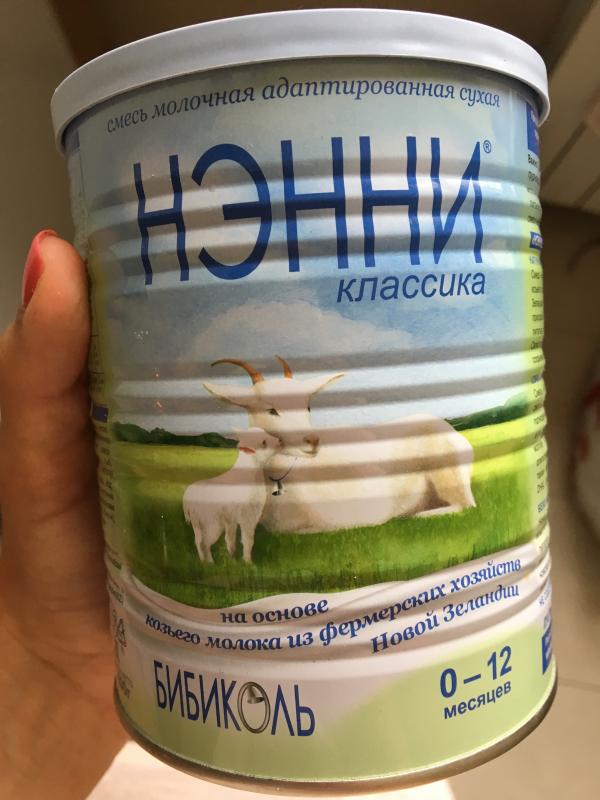 смесь молочная адаптированная сухая
НЭННИ®
классика
на основе
козьего молока из фермерских хозяйств
Новой Зеландии
БИБИКОЛЬ
0 – 12
месяцев